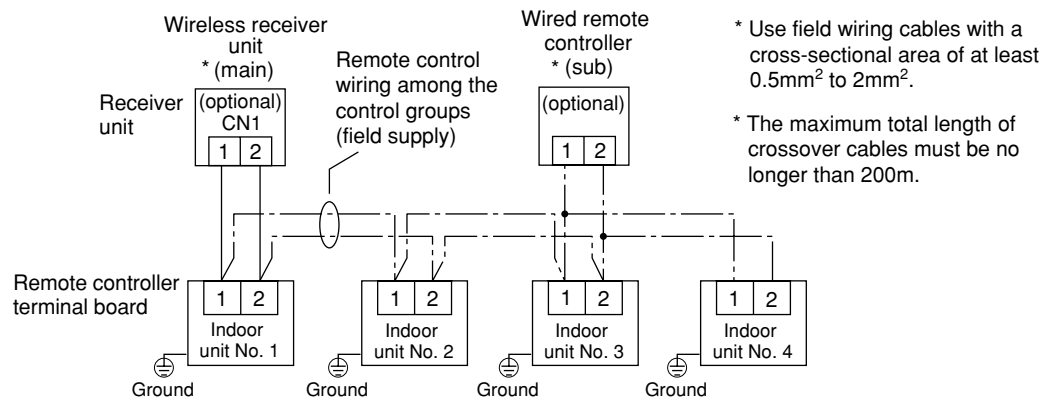 Wireless receiver
unit
* (main)
Receiver
unit
(optional)
CN1
1 2
Remote control
wiring among the
control groups
(field supply)
Wired remote
controller
* (sub)
(optional)
1 2
* Use field wiring cables with a
cross-sectional area of at least
0.5mm² to 2mm².
* The maximum total length of
crossover cables must be no
longer than 200m.
Remote controller
terminal board
1 2
Indoor
unit No. 1
Ground
1 2
Indoor
unit No. 2
Ground
1 2
Indoor
unit No. 3
Ground
1 2
Indoor
unit No. 4
Ground